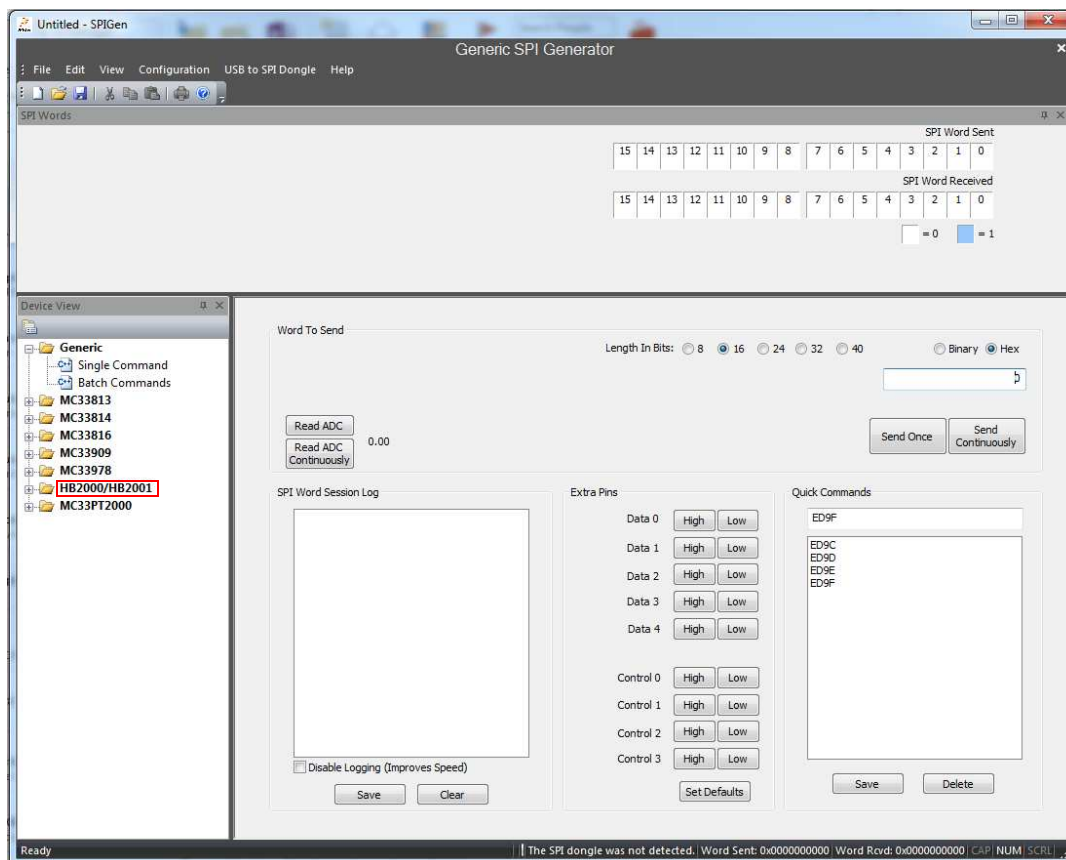 Untitled - SPIGen
Generic SPI Generator
File Edit View Configuration USB to SPI Dongle Help
SPI Words
SPI Word Sent
15 14 13 12 11 10 9 8 7 6 5 4 3 2 1 0
SPI Word Received
15 14 13 12 11 10 9 8 7 6 5 4 3 2 1 0
= 0 = 1
Device View
Generic
Single Command
Batch Commands
MC33813
MC33814
MC33816
MC33909
MC33978
HB2000/HB2001
MC33PT2000
Word To Send
Length In Bits: 8 16 24 32 40 Binary Hex
Read ADC
Read ADC
Continuously
0.00
Send Once
Send
Continuously
SPI Word Session Log
Disable Logging (Improves Speed)
Save Clear
Extra Pins
Data 0 High Low
Data 1 High Low
Data 2 High Low
Data 3 High Low
Data 4 High Low
Control 0 High Low
Control 1 High Low
Control 2 High Low
Control 3 High Low
Set Defaults
Quick Commands
ED9F
ED9C
ED9D
ED9E
ED9F
Save Delete
Ready
The SPI dongle was not detected. Word Sent: 0x0000000000 Word Rcvd: 0x0000000000 CAP NUM SCRL